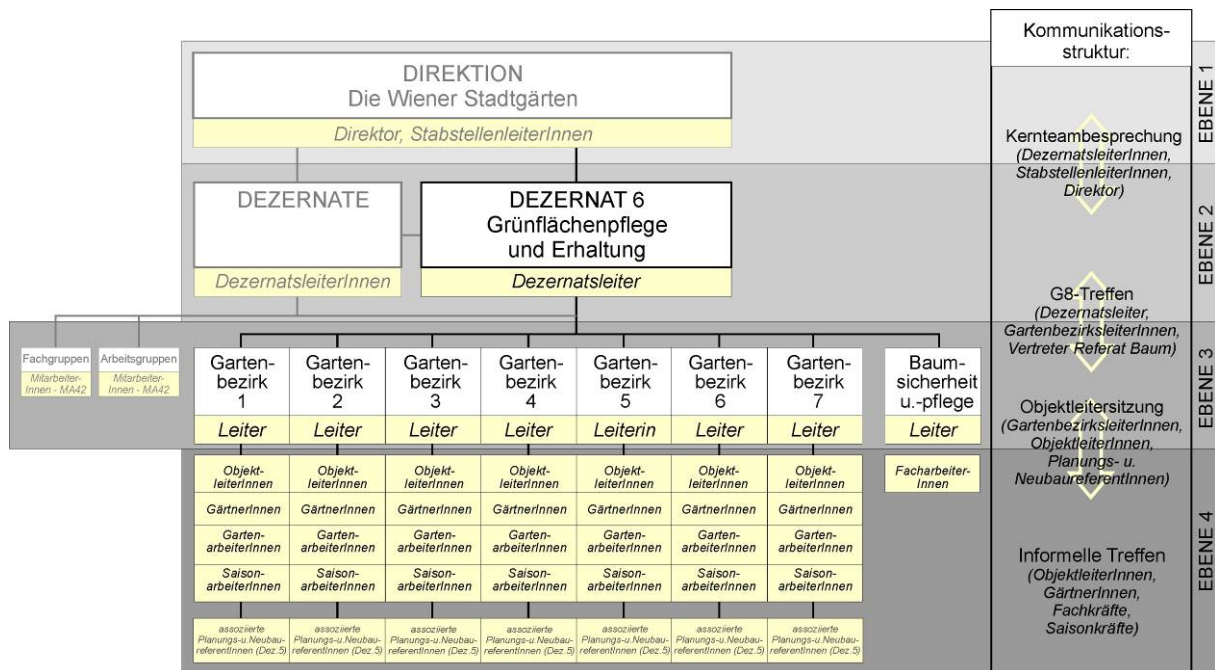 Kommunikations-
struktur:
DIREKTION
Die Wiener Stadtgärten
Direktor, StabstellenleiterInnen
EBENE 1
Kernteambesprechung
(DezernatsleiterInnen,
StabstellenleiterInnen,
Direktor)
DEZERNATE
DezernatsleiterInnen
DEZERNAT 6
Grünflächenpflege
und Erhaltung
Dezernatsleiter
EBENE 2
G8-Treffen
(Dezernatsleiter,
GartenbezirksleiterInnen,
Vertreter Referat Baum)
Fachgruppen
Mitarbeiter-
Innen - MA42
Arbeitsgruppen
Mitarbeiter-
Innen - MA42
Garten-
bezirk
1
Leiter
Garten-
bezirk
2
Leiter
Garten-
bezirk
3
Leiter
Garten-
bezirk
4
Leiter
Garten-
bezirk
5
Leiterin
Garten-
bezirk
6
Leiter
Garten-
bezirk
7
Leiter
Baum-
sicherheit
u.-pflege
Leiter
EBENE 3
Objektleitersitzung
(GartenbezirksleiterInnen,
ObjektleiterInnen,
Planungs- u.
NeubaureferentInnen)
Objekt-
leiterInnen
GärtnerInnen
Garten-
arbeiterInnen
Saison-
arbeiterInnen
assoziierte
Planungs-u.Neubau-
referentInnen (Dez.5)
Objekt-
leiterInnen
GärtnerInnen
Garten-
arbeiterInnen
Saison-
arbeiterInnen
assoziierte
Planungs-u.Neubau-
referentInnen (Dez.5)
Objekt-
leiterInnen
GärtnerInnen
Garten-
arbeiterInnen
Saison-
arbeiterInnen
assoziierte
Planungs-u.Neubau-
referentInnen (Dez.5)
Objekt-
leiterInnen
GärtnerInnen
Garten-
arbeiterInnen
Saison-
arbeiterInnen
assoziierte
Planungs-u.Neubau-
referentInnen (Dez.5)
Objekt-
leiterInnen
GärtnerInnen
Garten-
arbeiterInnen
Saison-
arbeiterInnen
assoziierte
Planungs-u.Neubau-
referentInnen (Dez.5)
Objekt-
leiterInnen
GärtnerInnen
Garten-
arbeiterInnen
Saison-
arbeiterInnen
assoziierte
Planungs-u.Neubau-
referentInnen (Dez.5)
Objekt-
leiterInnen
GärtnerInnen
Garten-
arbeiterInnen
Saison-
arbeiterInnen
assoziierte
Planungs-u.Neubau-
referentInnen (Dez.5)
Facharbeiter-
Innen
EBENE 4
Informelle Treffen
(ObjektleiterInnen,
GärtnerInnen,
Fachkräfte,
Saisonkräfte)